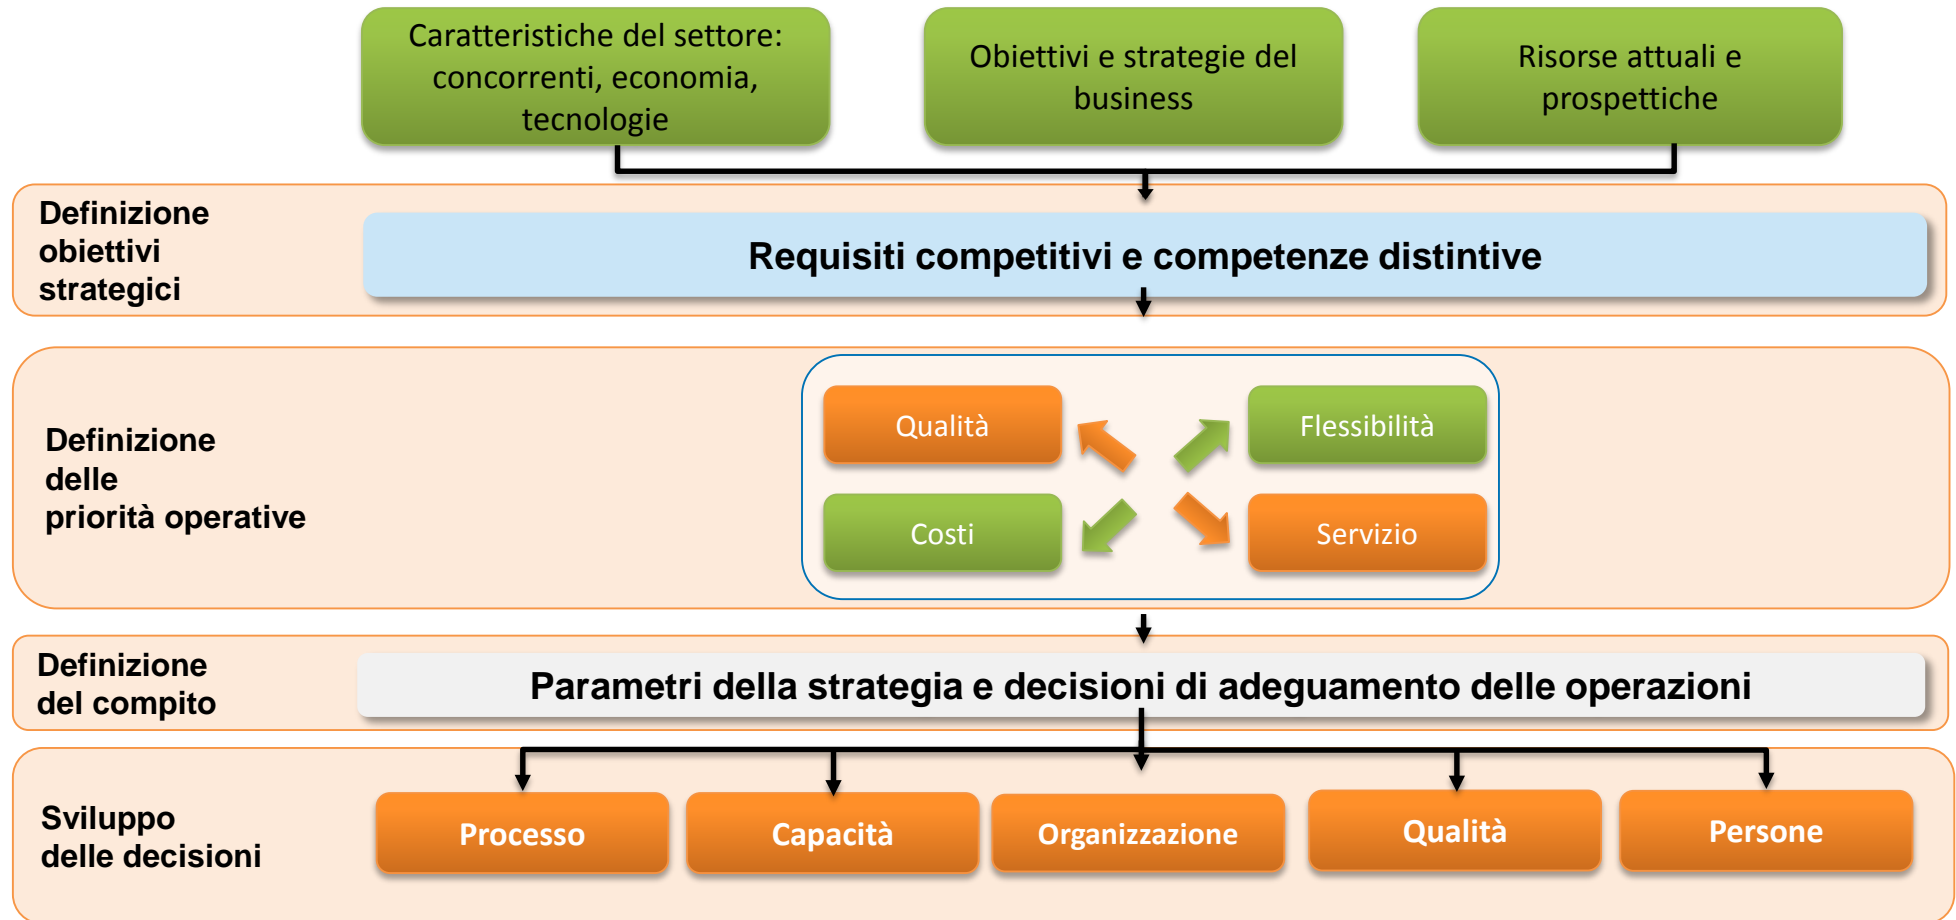 Caratteristiche del settore:
concorrenti, economia,
tecnologie
Obiettivi e strategie del
business
Risorse attuali e
prospettiche
Definizione
obiettivi
strategici
Requisiti competitivi e competenze distintive
Definizione
delle
priorità operative
Qualità
Flessibilità
Costi
Servizio
Definizione
del compito
Parametri della strategia e decisioni di adeguamento delle operazioni
Sviluppo
delle decisioni
Processo
Capacità
Organizzazione
Qualità
Persone